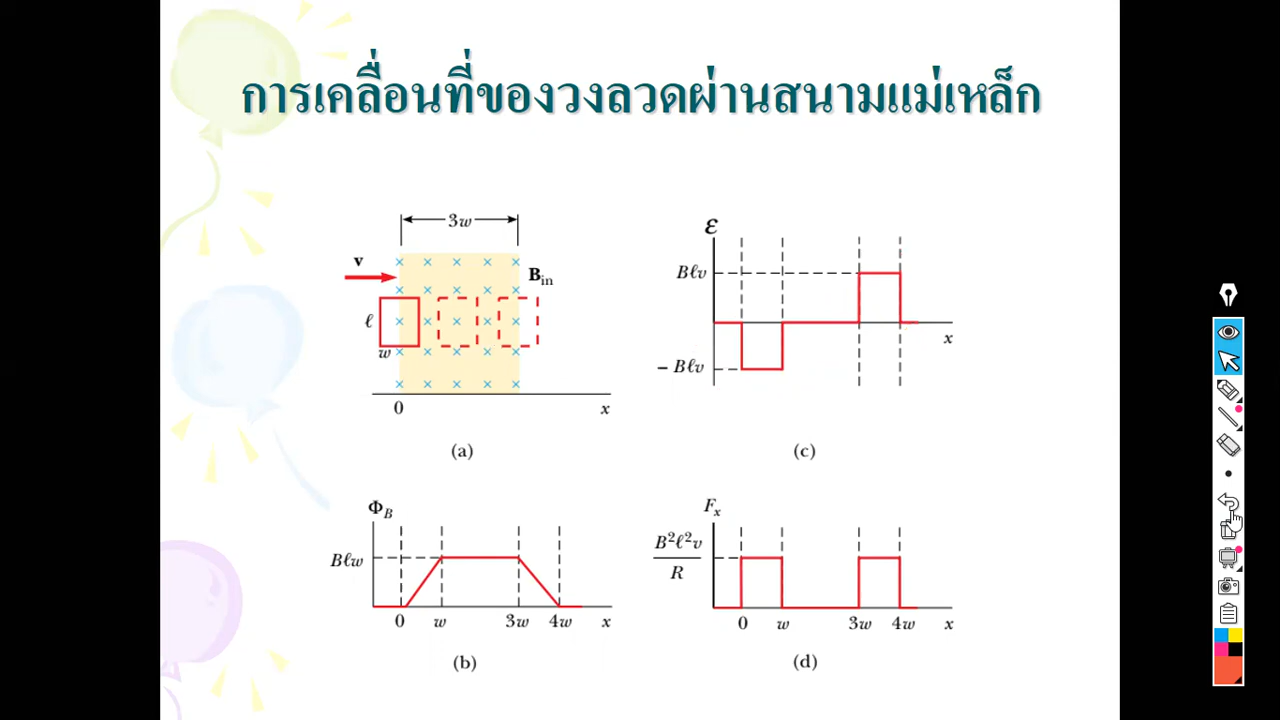 การเคลื่อนที่ของวงลวดผ่านสนามแม่เหล็ก
3w
v
B in
ℓ
w
0 x
(a)
ε
Bℓv
− Bℓv
x
(c)
Φ_B
Bℓw
0 w 3w 4w x
(b)
F_x
B²ℓ²v
R
0 w 3w 4w x
(d)